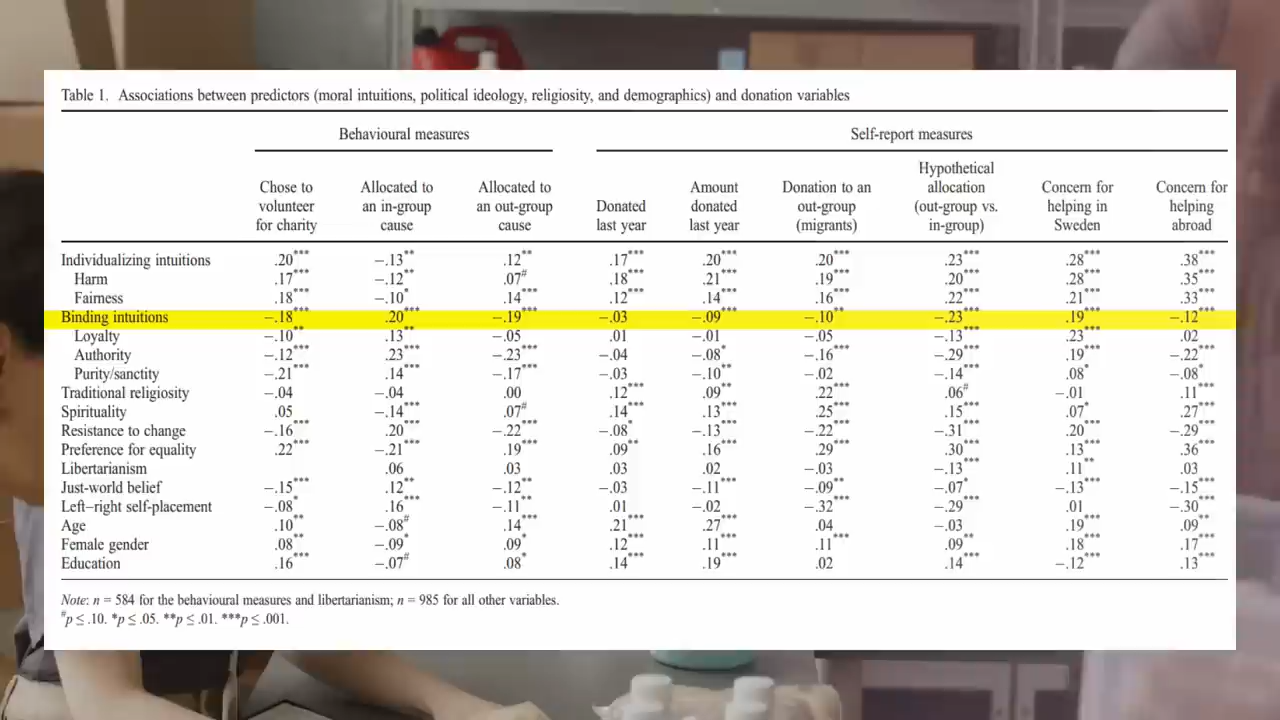 Table 1. Associations between predictors (moral intuitions, political ideology, religiosity, and demographics) and donation variables
Behavioural measures Self-report measures
Chose to volunteer for charity Allocated to an in-group cause Allocated to an out-group cause Donated last year Amount donated last year Donation to an out-group (migrants) Hypothetical allocation (out-group vs. in-group) Concern for helping in Sweden Concern for helping abroad
Individualizing intuitions .20*** −.13** .12** .17*** .20*** .20*** .23*** .28*** .38***
Harm .17*** −.12** .07# .18*** .21*** .19*** .20*** .28*** .35***
Fairness .18*** −.10* .14*** .12*** .14*** .16*** .22*** .21*** .33***
Binding intuitions −.18*** .20*** −.19*** −.03 −.09*** −.10** −.23*** .19*** −.12***
Loyalty −.10** .13** −.05 .01 −.01 −.05 −.13*** .23*** .02
Authority −.12*** .23*** −.23*** −.04 −.08* −.16*** −.29*** .19*** −.22***
Purity/sanctity −.21*** .14*** −.17*** −.03 −.10** −.02 −.14*** .08* −.08*
Traditional religiosity −.04 −.04 .00 .12*** .09** .22*** .06# −.01 .11***
Spirituality .05 −.14*** .07# .14*** .13*** .25*** .15*** .07* .27***
Resistance to change −.16*** .20*** −.22*** −.08* −.13*** −.22*** −.31*** .20*** −.29***
Preference for equality .22*** −.21*** .19*** .09** .16*** .29*** .30*** .13*** .36***
Libertarianism .06 .03 .03 .02 −.03 −.13*** .11** .03
Just-world belief −.15*** .12** −.12** −.03 −.11*** −.09** −.07* −.13*** −.15***
Left–right self-placement −.08* .16*** −.11** .01 −.02 −.32*** −.29*** .01 −.30***
Age .10** −.08# .14*** .21*** .27*** .04 −.03 .19*** .09**
Female gender .08** −.09* .09* .12*** .11*** .11*** .09** .18*** .17***
Education .16*** −.07# .08* .14*** .19*** .02 .14*** −.12*** .13***
Note: n = 584 for the behavioural measures and libertarianism; n = 985 for all other variables.
#p ≤ .10. *p ≤ .05. **p ≤ .01. ***p ≤ .001.